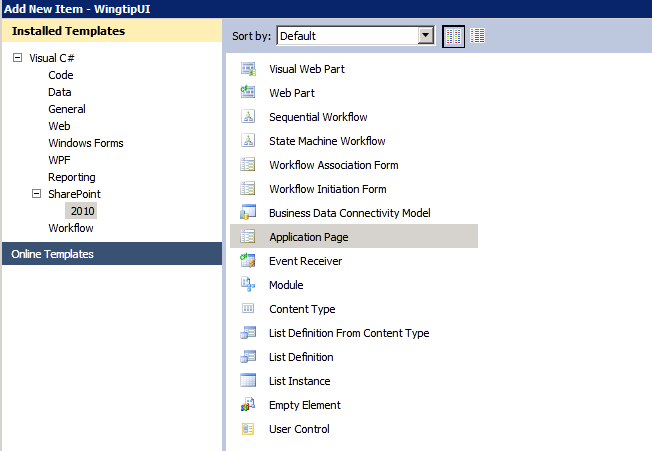 Add New Item - WingtipUI
Installed Templates
Visual C#
Code
Data
General
Web
Windows Forms
WPF
Reporting
SharePoint
2010
Workflow
Online Templates
Sort by: Default
Visual Web Part
Web Part
Sequential Workflow
State Machine Workflow
Workflow Association Form
Workflow Initiation Form
Business Data Connectivity Model
Application Page
Event Receiver
Module
Content Type
List Definition From Content Type
List Definition
List Instance
Empty Element
User Control